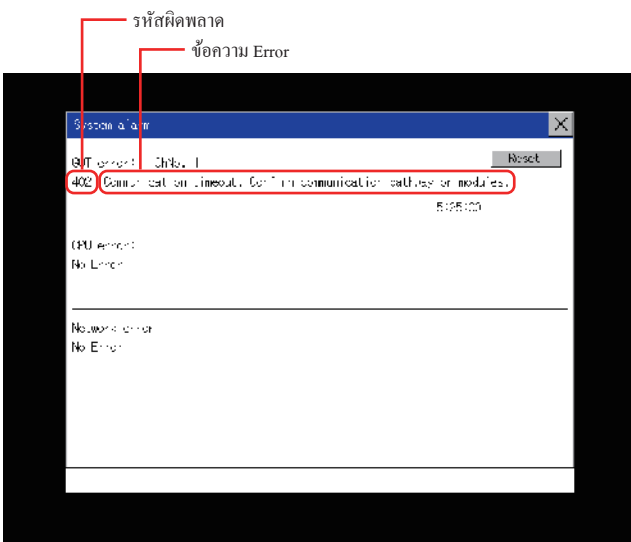 รหัสผิดพลาด
ข้อความ Error
System alarm
Reset
GOT error: ChNo. 1
402 Communication timeout. Confirm communication pathway or modules.
CPU error:
No Error
Network error
No Error